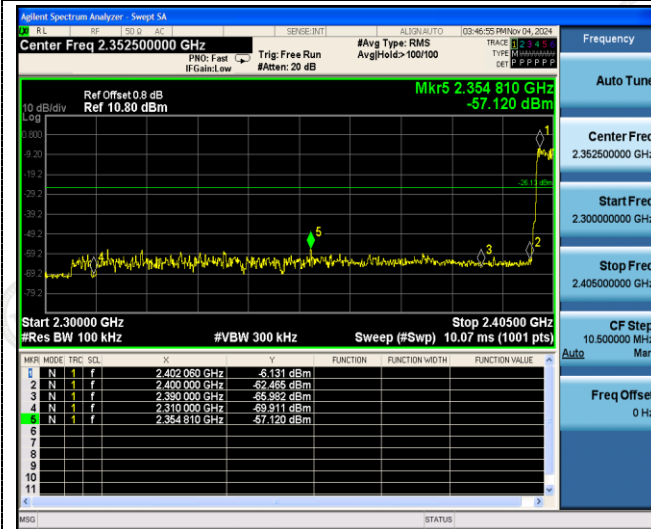 Agilent Spectrum Analyzer - Swept SA
RL RF 50 Ω AC SENSE:INT ALIGNAUTO 03:46:55 PM Nov 04, 2024
Center Freq 2.352500000 GHz
PNO: Fast
IFGain:Low
Trig: Free Run
#Atten: 20 dB
#Avg Type: RMS
Avg|Hold:>100/100
TRACE 1 2 3 4 5 6
TYPE M
DET P P P P P P
Mkr5 2.354 810 GHz
-57.120 dBm
Ref Offset 0.8 dB
Ref 10.80 dBm
10 dB/div
Log
0.800
-9.20
-19.2
-29.2
-39.2
-49.2
-59.2
-69.2
-79.2
-26.13 dBm
1
2
3
4
5
Start 2.30000 GHz
Stop 2.40500 GHz
#Res BW 100 kHz #VBW 300 kHz Sweep (#Swp) 10.07 ms (1001 pts)
MKR MODE TRC SCL X Y FUNCTION FUNCTION WIDTH FUNCTION VALUE
1 N 1 f 2.402 060 GHz -6.131 dBm
2 N 1 f 2.400 000 GHz -62.465 dBm
3 N 1 f 2.390 000 GHz -65.982 dBm
4 N 1 f 2.310 000 GHz -69.911 dBm
5 N 1 f 2.354 810 GHz -57.120 dBm
6
7
8
9
10
11
MSG STATUS
Frequency
Auto Tune
Center Freq
2.352500000 GHz
Start Freq
2.300000000 GHz
Stop Freq
2.405000000 GHz
CF Step
10.500000 MHz
Auto Man
Freq Offset
0 Hz